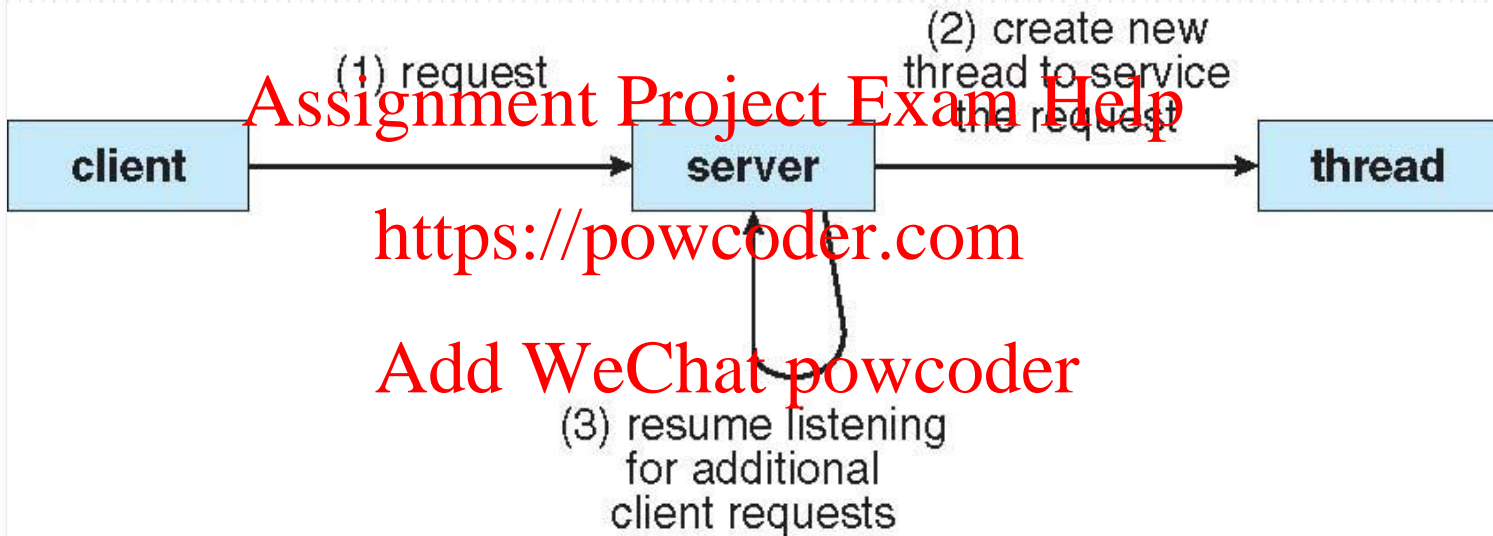 (1) request
(2) create new
thread to service
the request
Assignment Project Exam Help
client
server
thread
https://powcoder.com
Add WeChat powcoder
(3) resume listening
for additional
client requests